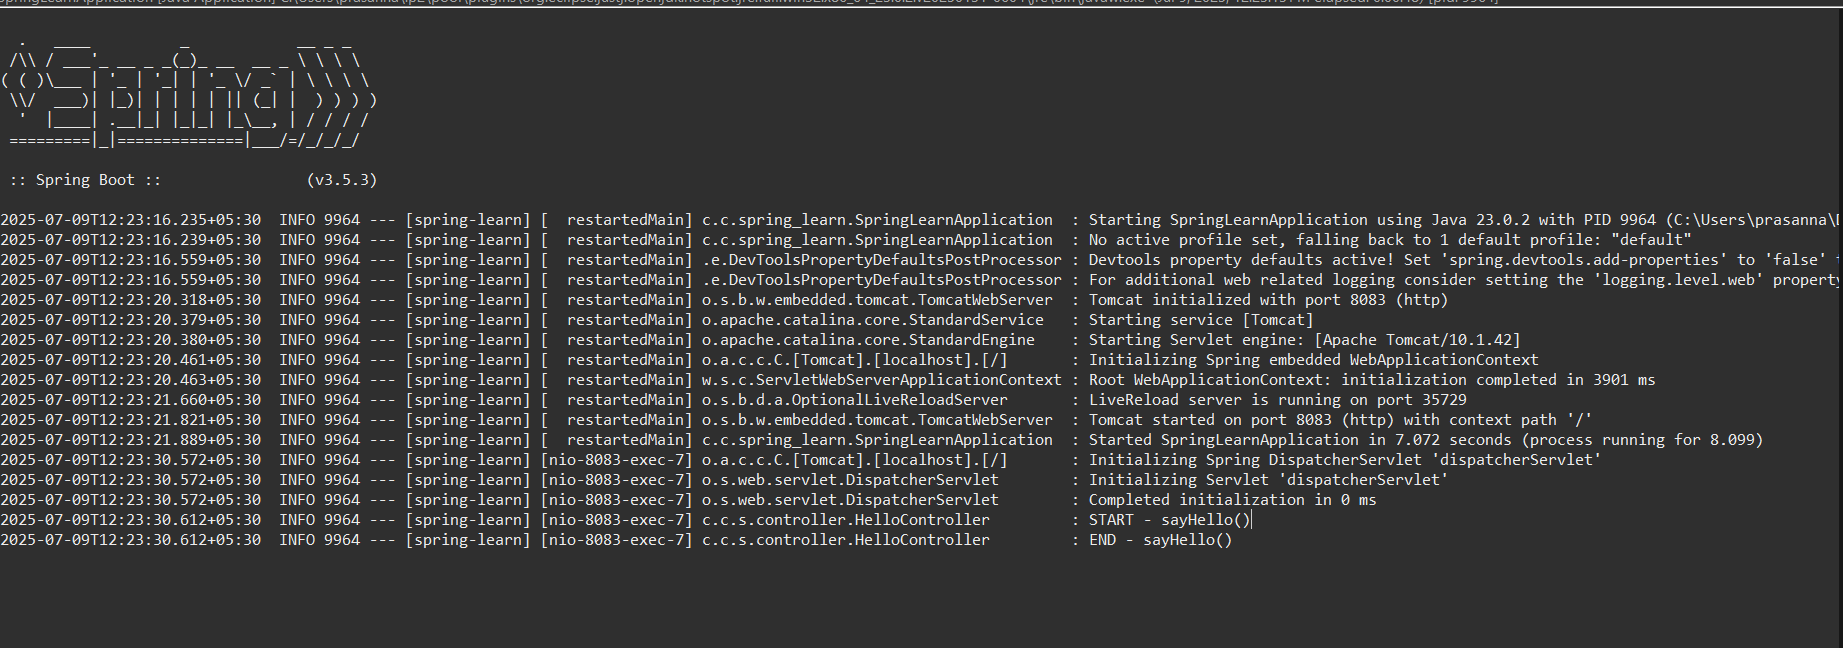 .   ____          _            __ _ _
 /\\ / ___'_ __ _ _(_)_ __  __ _ \ \ \ \
( ( )\___ | '_ | '_| | '_ \/ _` | \ \ \ \
 \\/  ___)| |_)| | | | | || (_| |  ) ) ) )
  '  |____| .__|_| |_|_| |_\__, | / / / /
 =========|_|==============|___/=/_/_/_/
 :: Spring Boot ::                (v3.5.3)
2025-07-09T12:23:16.235+05:30  INFO 9964 --- [spring-learn] [  restartedMain] c.c.spring_learn.SpringLearnApplication  : Starting SpringLearnApplication using Java 23.0.2 with PID 9964 (C:\Users\prasanna\
2025-07-09T12:23:16.239+05:30  INFO 9964 --- [spring-learn] [  restartedMain] c.c.spring_learn.SpringLearnApplication  : No active profile set, falling back to 1 default profile: "default"
2025-07-09T12:23:16.559+05:30  INFO 9964 --- [spring-learn] [  restartedMain] .e.DevToolsPropertyDefaultsPostProcessor : Devtools property defaults active! Set 'spring.devtools.add-properties' to 'false'
2025-07-09T12:23:16.559+05:30  INFO 9964 --- [spring-learn] [  restartedMain] .e.DevToolsPropertyDefaultsPostProcessor : For additional web related logging consider setting the 'logging.level.web' property
2025-07-09T12:23:20.318+05:30  INFO 9964 --- [spring-learn] [  restartedMain] o.s.b.w.embedded.tomcat.TomcatWebServer  : Tomcat initialized with port 8083 (http)
2025-07-09T12:23:20.379+05:30  INFO 9964 --- [spring-learn] [  restartedMain] o.apache.catalina.core.StandardService   : Starting service [Tomcat]
2025-07-09T12:23:20.380+05:30  INFO 9964 --- [spring-learn] [  restartedMain] o.apache.catalina.core.StandardEngine    : Starting Servlet engine: [Apache Tomcat/10.1.42]
2025-07-09T12:23:20.461+05:30  INFO 9964 --- [spring-learn] [  restartedMain] o.a.c.c.C.[Tomcat].[localhost].[/]       : Initializing Spring embedded WebApplicationContext
2025-07-09T12:23:20.463+05:30  INFO 9964 --- [spring-learn] [  restartedMain] w.s.c.ServletWebServerApplicationContext : Root WebApplicationContext: initialization completed in 3901 ms
2025-07-09T12:23:21.660+05:30  INFO 9964 --- [spring-learn] [  restartedMain] o.s.b.d.a.OptionalLiveReloadServer       : LiveReload server is running on port 35729
2025-07-09T12:23:21.821+05:30  INFO 9964 --- [spring-learn] [  restartedMain] o.s.b.w.embedded.tomcat.TomcatWebServer  : Tomcat started on port 8083 (http) with context path '/'
2025-07-09T12:23:21.889+05:30  INFO 9964 --- [spring-learn] [  restartedMain] c.c.spring_learn.SpringLearnApplication  : Started SpringLearnApplication in 7.072 seconds (process running for 8.099)
2025-07-09T12:23:30.572+05:30  INFO 9964 --- [spring-learn] [nio-8083-exec-7] o.a.c.c.C.[Tomcat].[localhost].[/]       : Initializing Spring DispatcherServlet 'dispatcherServlet'
2025-07-09T12:23:30.572+05:30  INFO 9964 --- [spring-learn] [nio-8083-exec-7] o.s.web.servlet.DispatcherServlet        : Initializing Servlet 'dispatcherServlet'
2025-07-09T12:23:30.572+05:30  INFO 9964 --- [spring-learn] [nio-8083-exec-7] o.s.web.servlet.DispatcherServlet        : Completed initialization in 0 ms
2025-07-09T12:23:30.612+05:30  INFO 9964 --- [spring-learn] [nio-8083-exec-7] c.c.s.controller.HelloController         : START - sayHello()
2025-07-09T12:23:30.612+05:30  INFO 9964 --- [spring-learn] [nio-8083-exec-7] c.c.s.controller.HelloController         : END - sayHello()